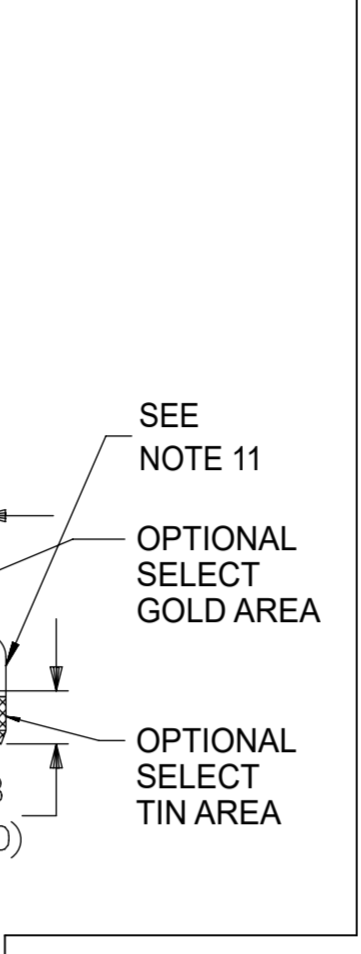 SEE
NOTE 11
OPTIONAL
SELECT
GOLD AREA
OPTIONAL
SELECT
TIN AREA